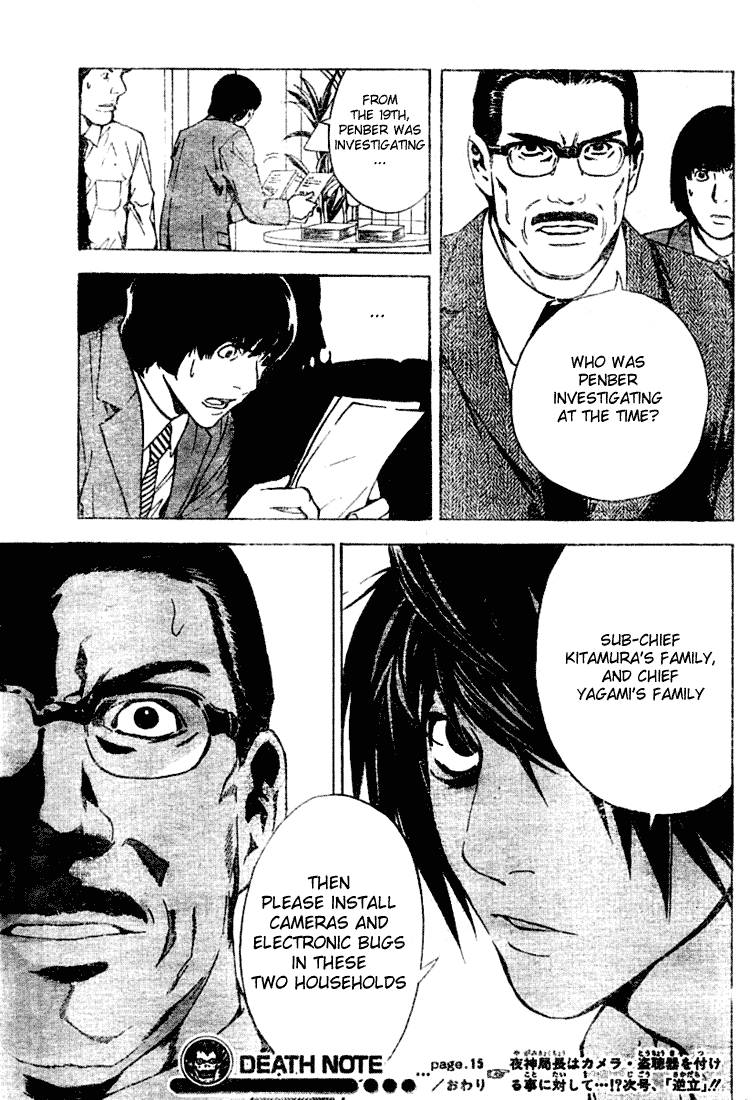 WHO WAS
PENBER
INVESTIGATING
AT THE TIME?
FROM
THE 19TH,
PENBER WAS
INVESTIGATING
...
...
SUB-CHIEF
KITAMURA'S FAMILY,
AND CHIEF
YAGAMI'S FAMILY
THEN
PLEASE INSTALL
CAMERAS AND
ELECTRONIC BUGS
IN THESE
TWO HOUSEHOLDS
DEATH NOTE
... page.15
/おわり
夜神局長はカメラ・盗聴器を付け
る事に対して…!?次号、「逆立」!!